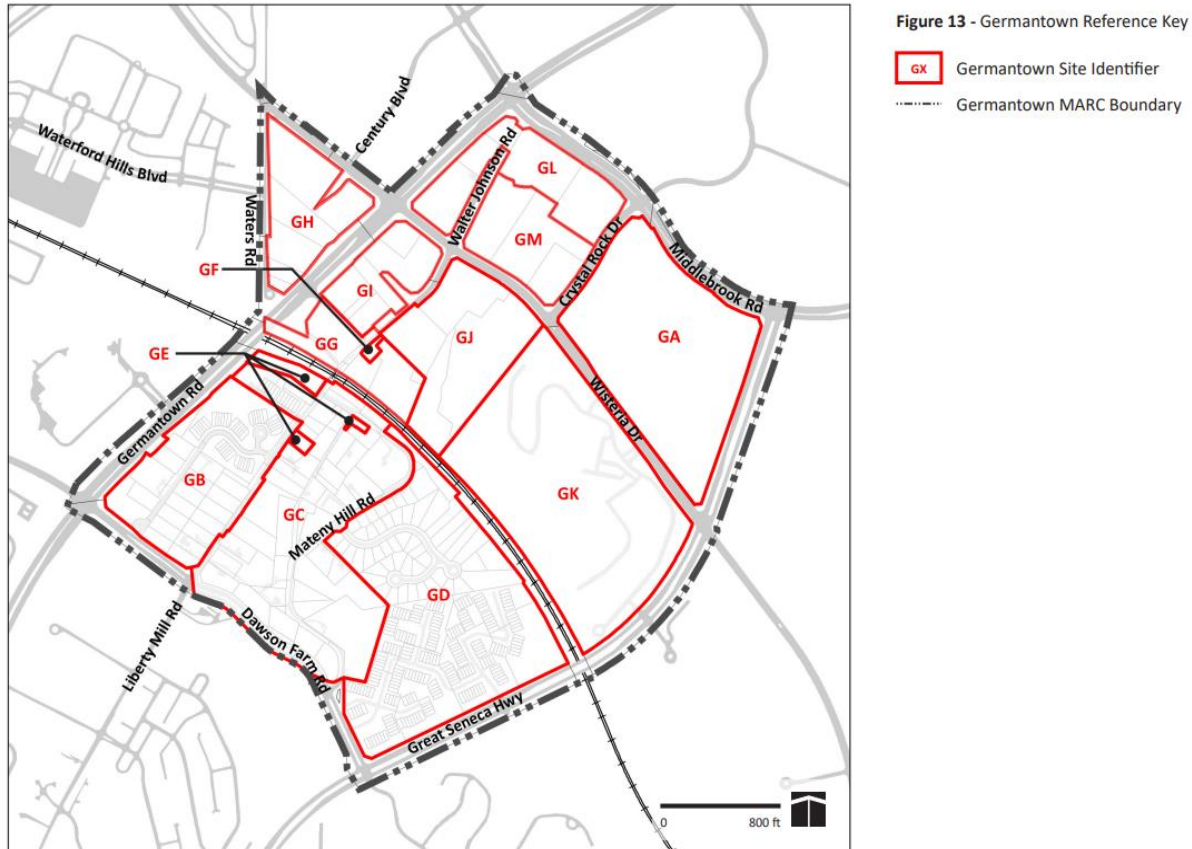 Figure 13 - Germantown Reference Key
GX Germantown Site Identifier
Germantown MARC Boundary
Century Blvd
Waterford Hills Blvd
Walter Johnson Rd
GL
Waters Rd
GH
GM
Crystal Rock Dr
Middlebrook Rd
GF
GI
GJ
GA
GG
GE
Germantown Rd
Wisteria Dr
GB
GK
GC
Mateny Hill Rd
GD
Liberty Mill Rd
Dawson Farm Rd
Great Seneca Hwy
0 800 ft